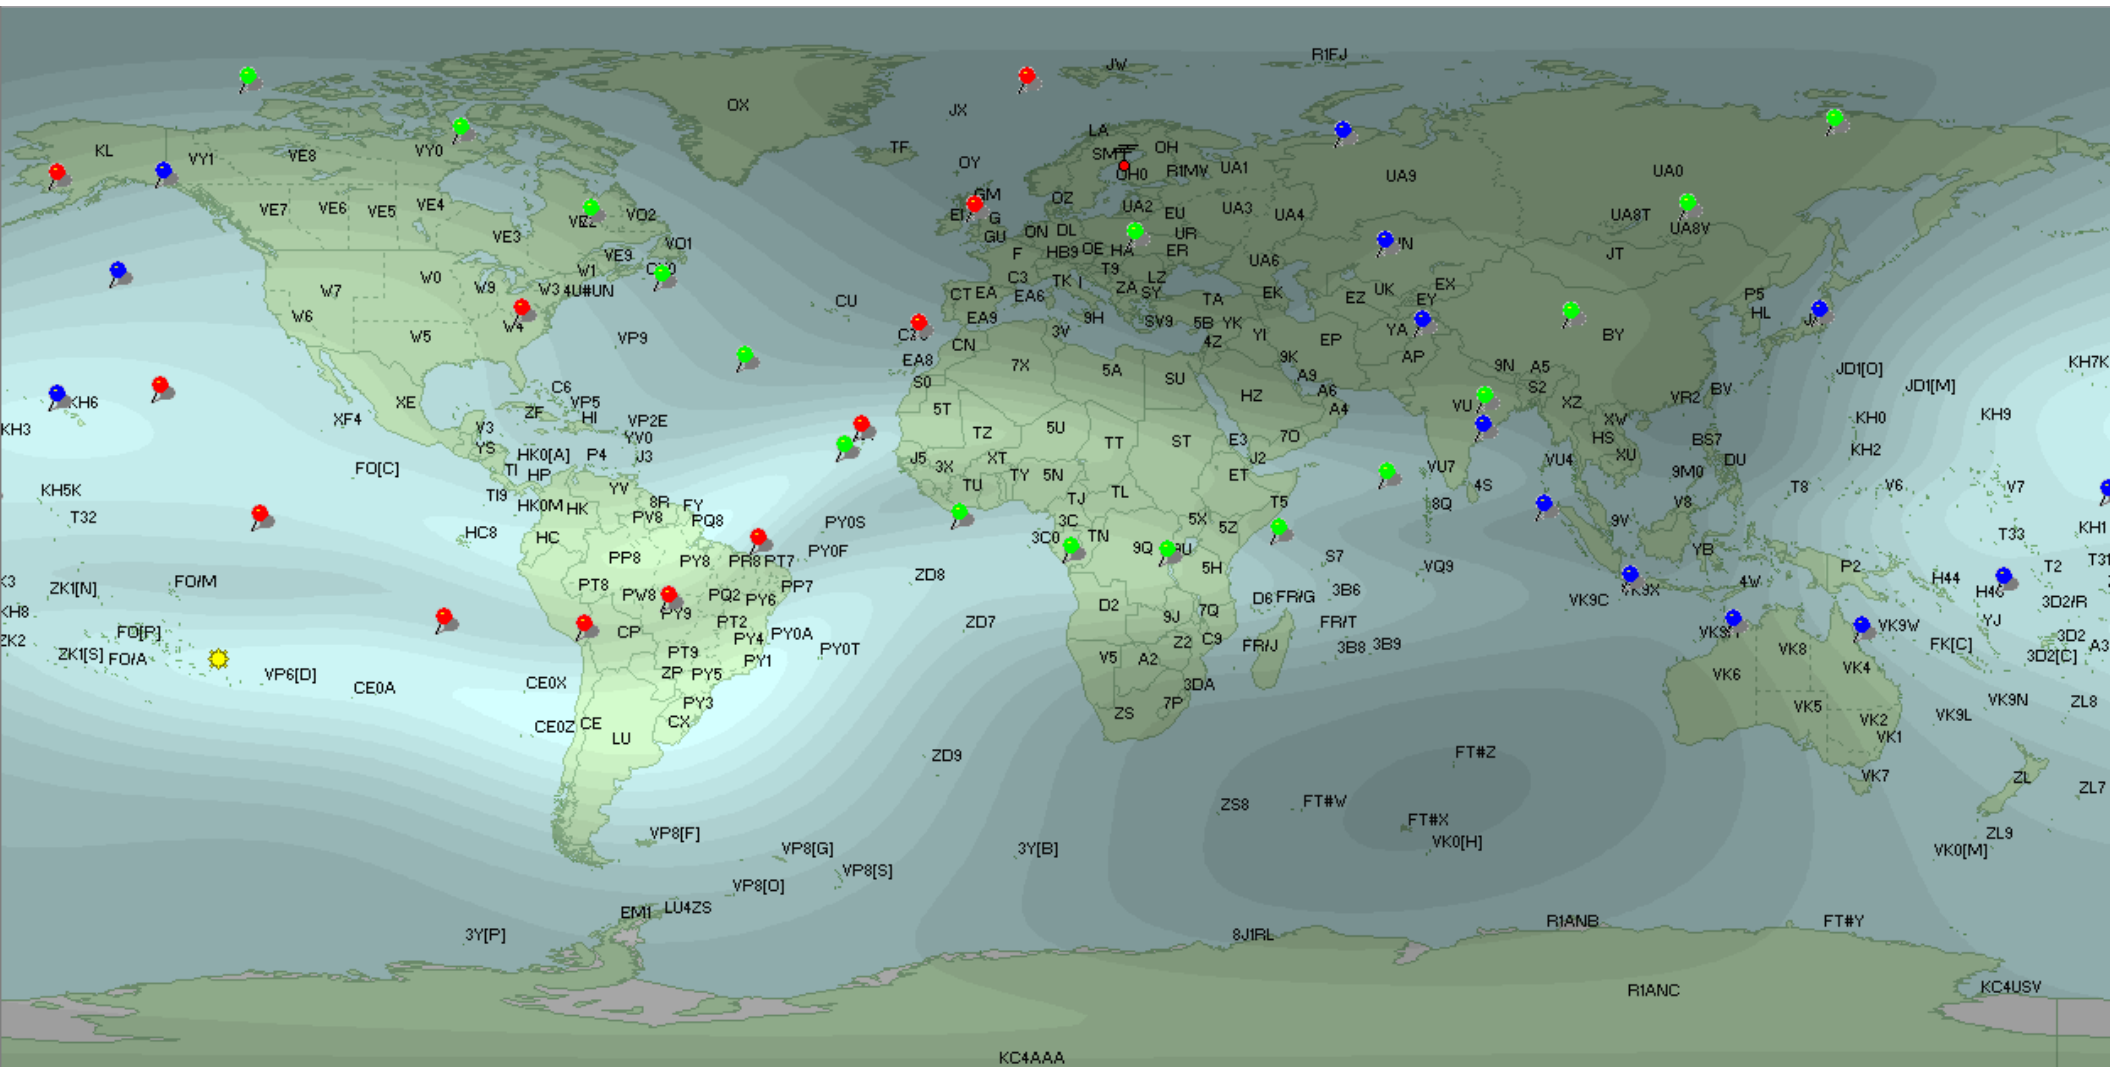 R1FJ
JW
OX
JX
LA
TF
OH
KL
VY1
VE8
VY0
OY
SM
R1MV
UA1
OH0
UA9
UA0
GM
OZ
VE7
VE6
VE5
VE4
VO2
EI
G
UA2
EU
UA3
UA4
UA8T
UA8V
VE3
VO1
GU
ON
DL
UR
VE9
F
HB9
OE
HA
ER
JT
W0
W1
C3
T9
LZ
UA6
W7
W9
W3
4U#UN
CT
EA
EA6
TK
I
ZA
SY
EK
EZ
UK
EX
EY
P5
CU
TA
W6
W4
EA9
9H
SV9
5B
YK
YI
HL
W5
VP9
CN
3V
4Z
EP
YA
BY
EA8
7X
5A
SU
9K
AP
9N
A5
KH7K
S0
A9
A6
S2
JD1[O]
JD1[M]
KH6
XE
C6
VP5
5T
HZ
A4
VU
XZ
VR2
BV
XF4
ZF
HI
VP2E
KH3
V3
YV0
TZ
5U
TT
ST
E3
7O
XW
HS
BS7
KH0
KH9
YS
HK0[A]
P4
J3
J5
3X
XT
J2
XU
DU
KH2
FO[C]
TI
HP
TY
5N
ET
VU7
VU4
9M0
KH5K
TI9
YV
TU
TJ
TL
4S
T8
V6
V7
T32
HK0M
HK
8R
FY
T5
8Q
V8
PV8
PQ8
PY0S
3C
5X
5Z
9V
KH1
HC8
HC
3C0
TN
T33
PP8
PY8
PR8
PT7
PY0F
9Q
S7
YB
T31
ZD8
5H
VQ9
P2
T2
FO/M
PT8
PP7
H44
ZK1[N]
PW8
PQ2
PY6
D6
FR/G
3B6
VK9C
4W
3D2/R
KH8
D2
7Q
PY9
9J
PT2
ZD7
FR/T
YJ
FO[P]
CP
PY4
PY0A
C9
VK9W
3D2
ZK2
Z2
FR/J
3B8
3B9
FK[C]
ZK1[S]
FO/A
PT9
PY0T
V5
A2
VK8
3D2[C]
PY1
VK4
VP6[D]
ZP
PY5
VK6
CE0A
CE0X
3DA
PY3
7P
VK5
VK9N
ZL8
CE0Z
CE
CX
ZS
VK9L
VK2
LU
VK1
ZD9
FT#Z
VK7
ZL
ZL7
ZS8
FT#W
FT#X
VP8[F]
VK0[H]
ZL9
VP8[G]
3Y[B]
VK0[M]
VP8[S]
VP8[O]
EM1
LU4ZS
R1ANB
FT#Y
3Y[P]
8J1RL
R1ANC
KC4USV
KC4AAA